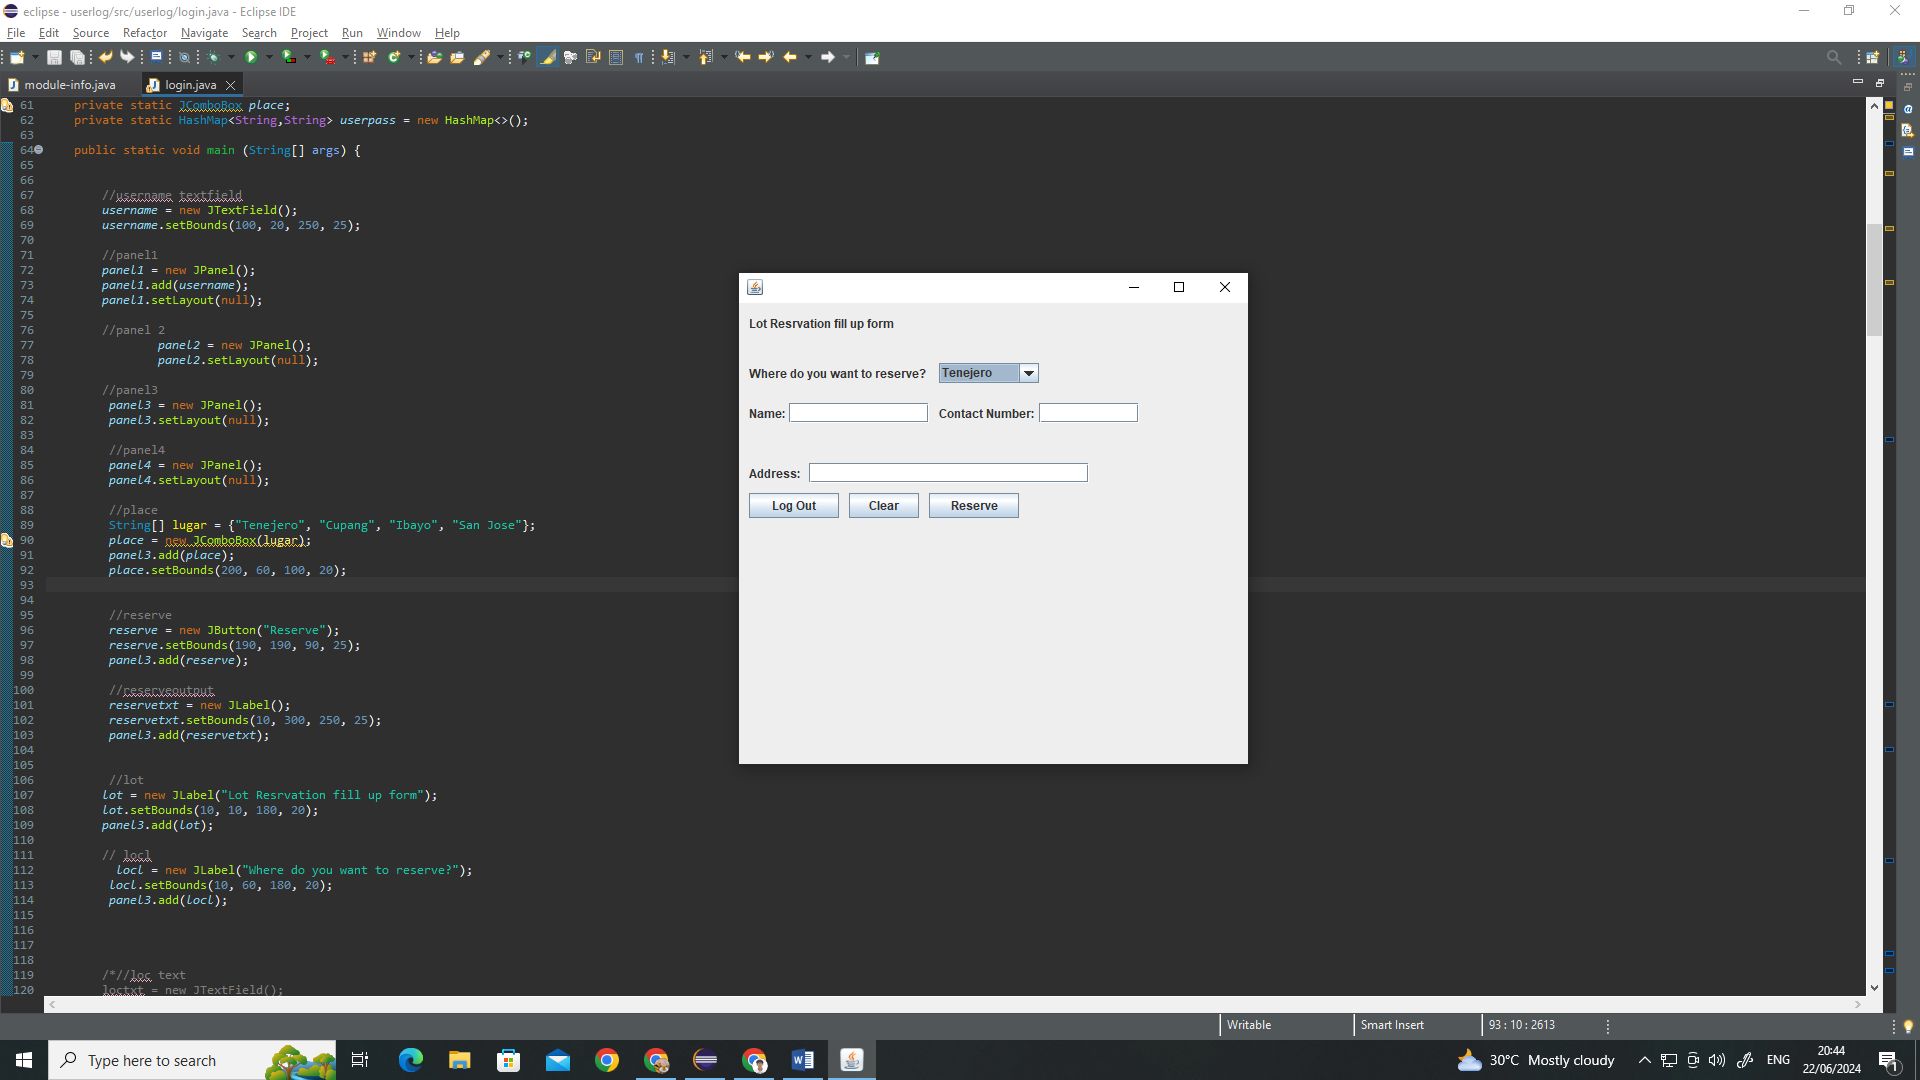 eclipse - userlog/src/userlog/login.java - Eclipse IDE
File Edit Source Refactor Navigate Search Project Run Window Help
module-info.java login.java
61 private static JComboBox place;
62 private static HashMap<String,String> userpass = new HashMap<>();
63
64 public static void main (String[] args) {
65
66
67 //username textfield
68 username = new JTextField();
69 username.setBounds(100, 20, 250, 25);
70
71 //panel1
72 panel1 = new JPanel();
73 panel1.add(username);
74 panel1.setLayout(null);
75
76 //panel 2
77 panel2 = new JPanel();
78 panel2.setLayout(null);
79
80 //panel3
81 panel3 = new JPanel();
82 panel3.setLayout(null);
83
84 //panel4
85 panel4 = new JPanel();
86 panel4.setLayout(null);
87
88 //place
89 String[] lugar = {"Tenejero", "Cupang", "Ibayo", "San Jose"};
90 place = new JComboBox(lugar);
91 panel3.add(place);
92 place.setBounds(200, 60, 100, 20);
93
94
95 //reserve
96 reserve = new JButton("Reserve");
97 reserve.setBounds(190, 190, 90, 25);
98 panel3.add(reserve);
99
100 //reserveoutput
101 reservetxt = new JLabel();
102 reservetxt.setBounds(10, 300, 250, 25);
103 panel3.add(reservetxt);
104
105
106 //lot
107 lot = new JLabel("Lot Resrvation fill up form");
108 lot.setBounds(10, 10, 180, 20);
109 panel3.add(lot);
110
111 // locl
112 locl = new JLabel("Where do you want to reserve?");
113 locl.setBounds(10, 60, 180, 20);
114 panel3.add(locl);
115
116
117
118
119 /*//loc text
120 loctxt = new JTextField();
Lot Resrvation fill up form
Where do you want to reserve? Tenejero
Name: Contact Number:
Address:
Log Out Clear Reserve
Writable Smart Insert 93 : 10 : 2613
Type here to search
30°C Mostly cloudy ENG
20:44
22/06/2024
1